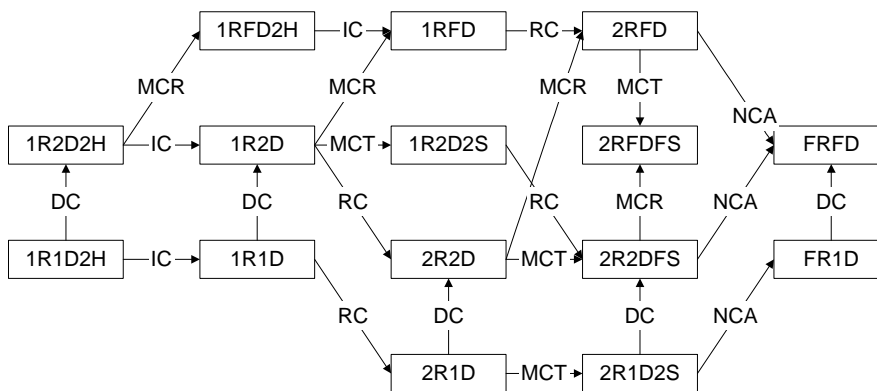 1RFD2H IC 1RFD RC 2RFD
MCR MCR MCR MCT NCA
1R2D2H IC 1R2D MCT 1R2D2S 2RFDFS FRFD
DC DC RC RC MCR NCA DC
1R1D2H IC 1R1D 2R2D MCT 2R2DFS FR1D
RC DC DC NCA
2R1D MCT 2R1D2S